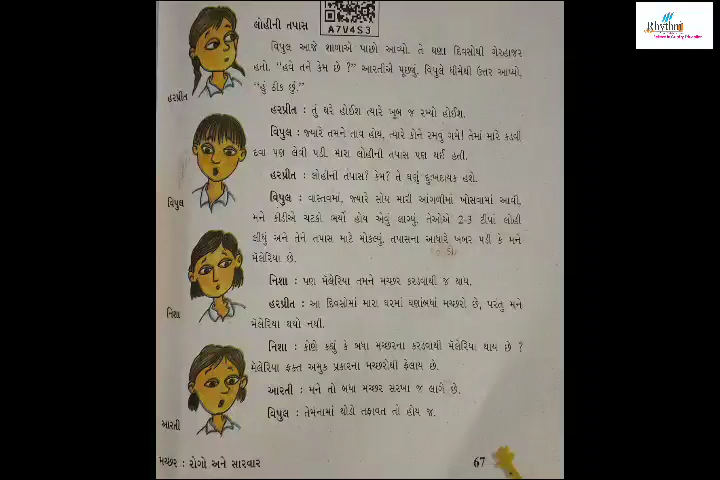 Rhythm
A7V4S3
લોહીની તપાસ
વિપુલ આજે શાળાએ પાછો આવ્યો. તે ઘણા દિવસોથી ગેરહાજર
હતો. “હવે તને કેમ છે ?” આરતીએ પૂછ્યું. વિપુલે ધીમેથી ઉત્તર આપ્યો,
“હું ઠીક છું.”
હરપ્રીત : તું ઘરે હોઈશ ત્યારે ખૂબ જ રમ્યો હોઈશ.
વિપુલ : જ્યારે તમને તાવ હોય, ત્યારે કોને રમવું ગમે! તેમાં મારે કડવી
દવા પણ લેવી પડી. મારા લોહીની તપાસ પણ થઈ હતી.
હરપ્રીત : લોહીની તપાસ? કેમ? તે ઘણું દુઃખદાયક હશે.
વિપુલ : વાસ્તવમાં, જ્યારે સોય મારી આંગળીમાં ખોસવામાં આવી,
મને કીડીએ ચટકો ભર્યો હોય એવું લાગ્યું. તેઓએ 2-3 ટીપાં લોહી
લીધું અને તેને તપાસ માટે મોકલ્યું. તપાસના આધારે ખબર પડી કે મને
મૅલેરિયા છે.
નિશા : પણ મૅલેરિયા તમને મચ્છર કરડવાથી જ થાય.
હરપ્રીત : આ દિવસોમાં મારા ઘરમાં ઘણાંબધાં મચ્છરો છે, પરંતુ મને
મૅલેરિયા થયો નથી.
નિશા : કોણે કહ્યું કે બધા મચ્છરના કરડવાથી મૅલેરિયા થાય છે ?
મૅલેરિયા ફક્ત અમુક પ્રકારના મચ્છરોથી ફેલાય છે.
આરતી : મને તો બધા મચ્છર સરખા જ લાગે છે.
વિપુલ : તેમનામાં થોડો તફાવત તો હોય જ.
હરપ્રીત
વિપુલ
નિશા
આરતી
મચ્છર : રોગો અને સારવાર
67